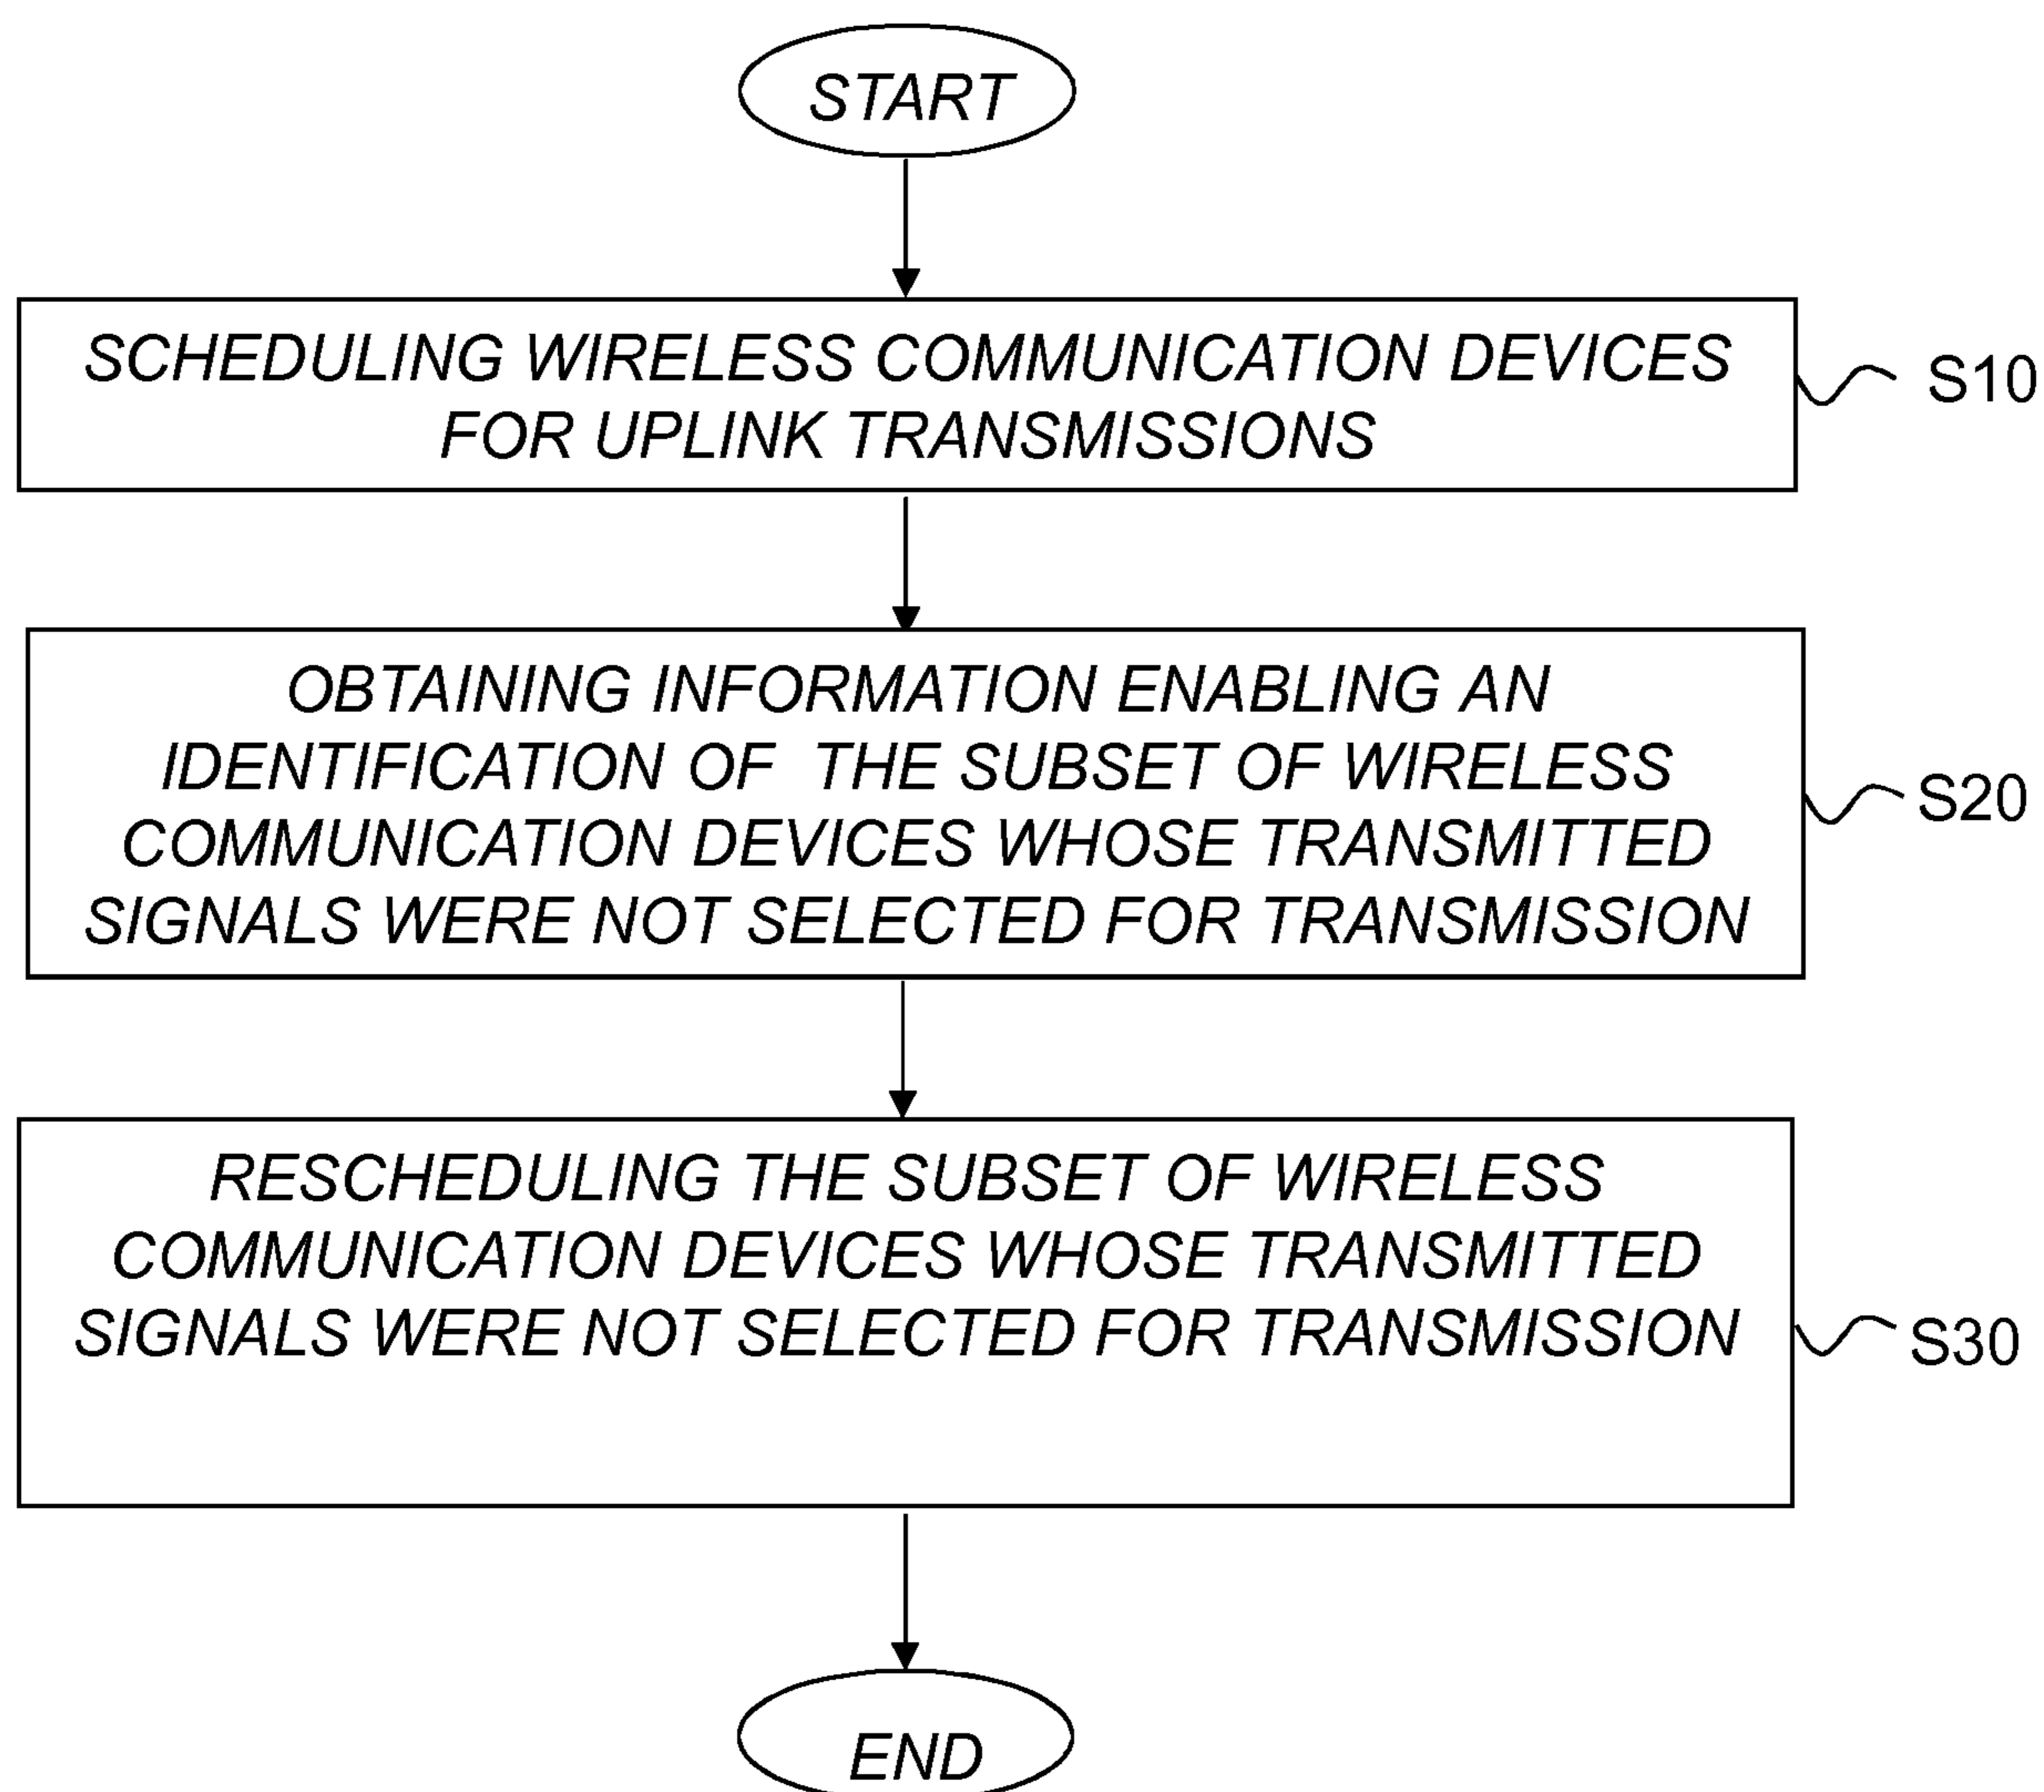 START
SCHEDULING WIRELESS COMMUNICATION DEVICES
FOR UPLINK TRANSMISSIONS
S10
OBTAINING INFORMATION ENABLING AN
IDENTIFICATION OF THE SUBSET OF WIRELESS
COMMUNICATION DEVICES WHOSE TRANSMITTED
SIGNALS WERE NOT SELECTED FOR TRANSMISSION
S20
RESCHEDULING THE SUBSET OF WIRELESS
COMMUNICATION DEVICES WHOSE TRANSMITTED
SIGNALS WERE NOT SELECTED FOR TRANSMISSION
S30
END